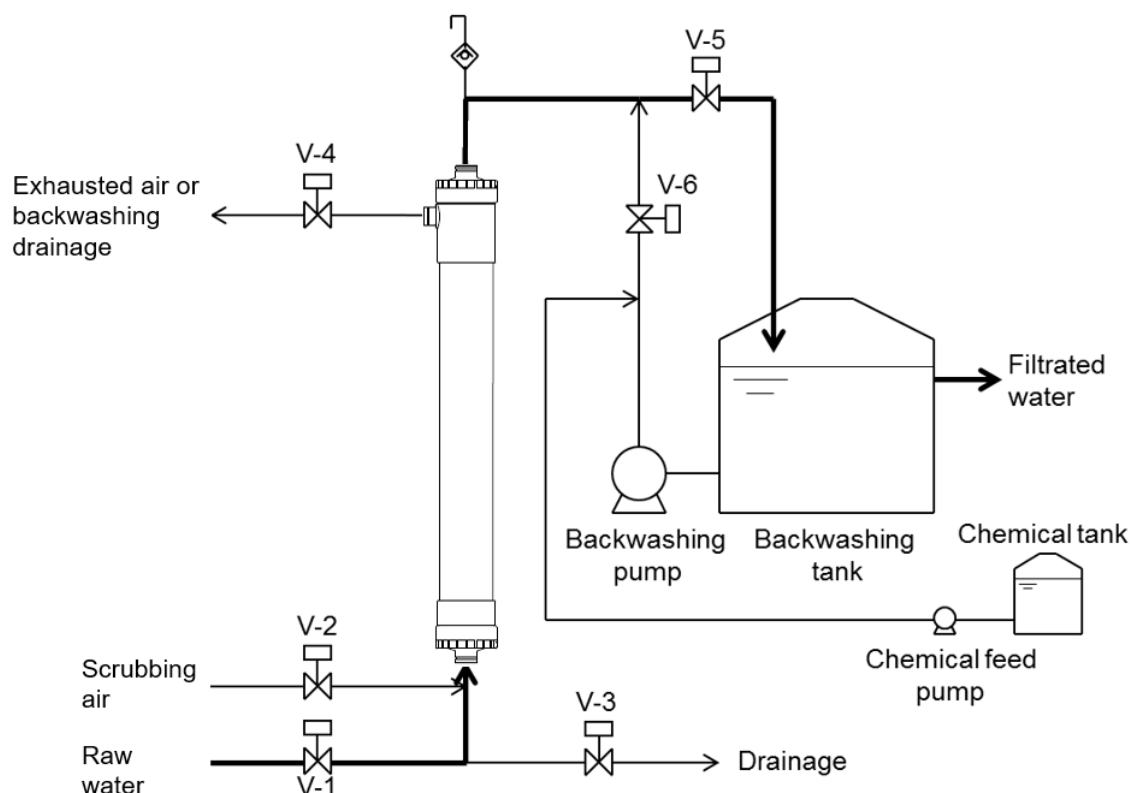 V-5
V-4
Exhausted air or
backwashing
drainage
V-6
Filtrated
water
Backwashing
pump
Backwashing
tank
Chemical tank
Chemical feed
pump
V-2
Scrubbing
air
V-3
Raw
water
V-1
Drainage